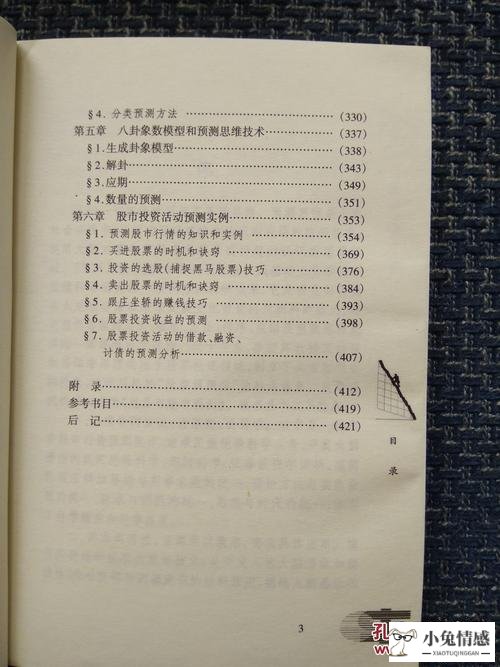 §4. 分类预测方法 ……………………………… (330)
第五章 八卦象数模型和预测思维技术 ……………… (337)
§1.生成卦象模型 ……………………………… (338)
§2.解卦 ……………………………………… (343)
§3.应期 ……………………………………… (349)
§4.数量的预测 ………………………………… (351)
第六章 股市投资活动预测实例 …………………… (353)
§1. 预测股市行情的知识和实例 ………………… (354)
§2. 买进股票的时机和诀窍 ……………………… (369)
§3. 投资的选股(捕捉黑马股票)技巧 …………… (376)
§4. 卖出股票的时机和诀窍 ……………………… (384)
§5. 跟庄坐轿的赚钱技巧 ………………………… (393)
§6. 股票投资收益的预测 ………………………… (398)
§7. 股票投资活动的借款、融资、
讨债的预测分析 ……………………………… (407)
附 录 ………………………………………… (412)
参考书目 ……………………………………… (419)
后 记 ………………………………………… (421)
目
录
3
孔
小兔情感
XIAOTUQINGGAN